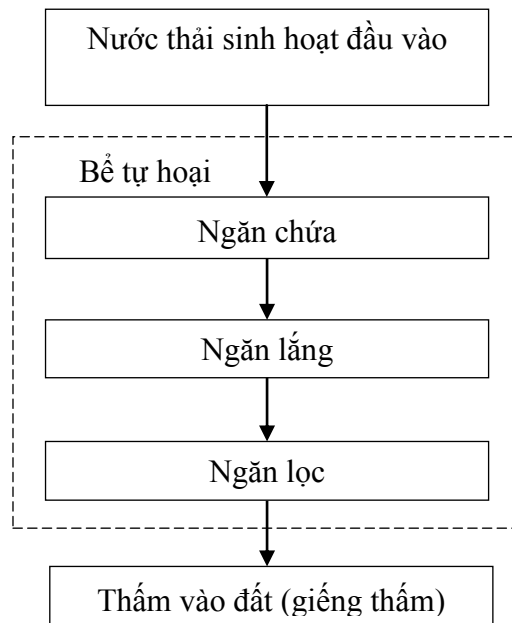 Nước thải sinh hoạt đầu vào
Bể tự hoại
Ngăn chứa
Ngăn lắng
Ngăn lọc
Thấm vào đất (giếng thấm)